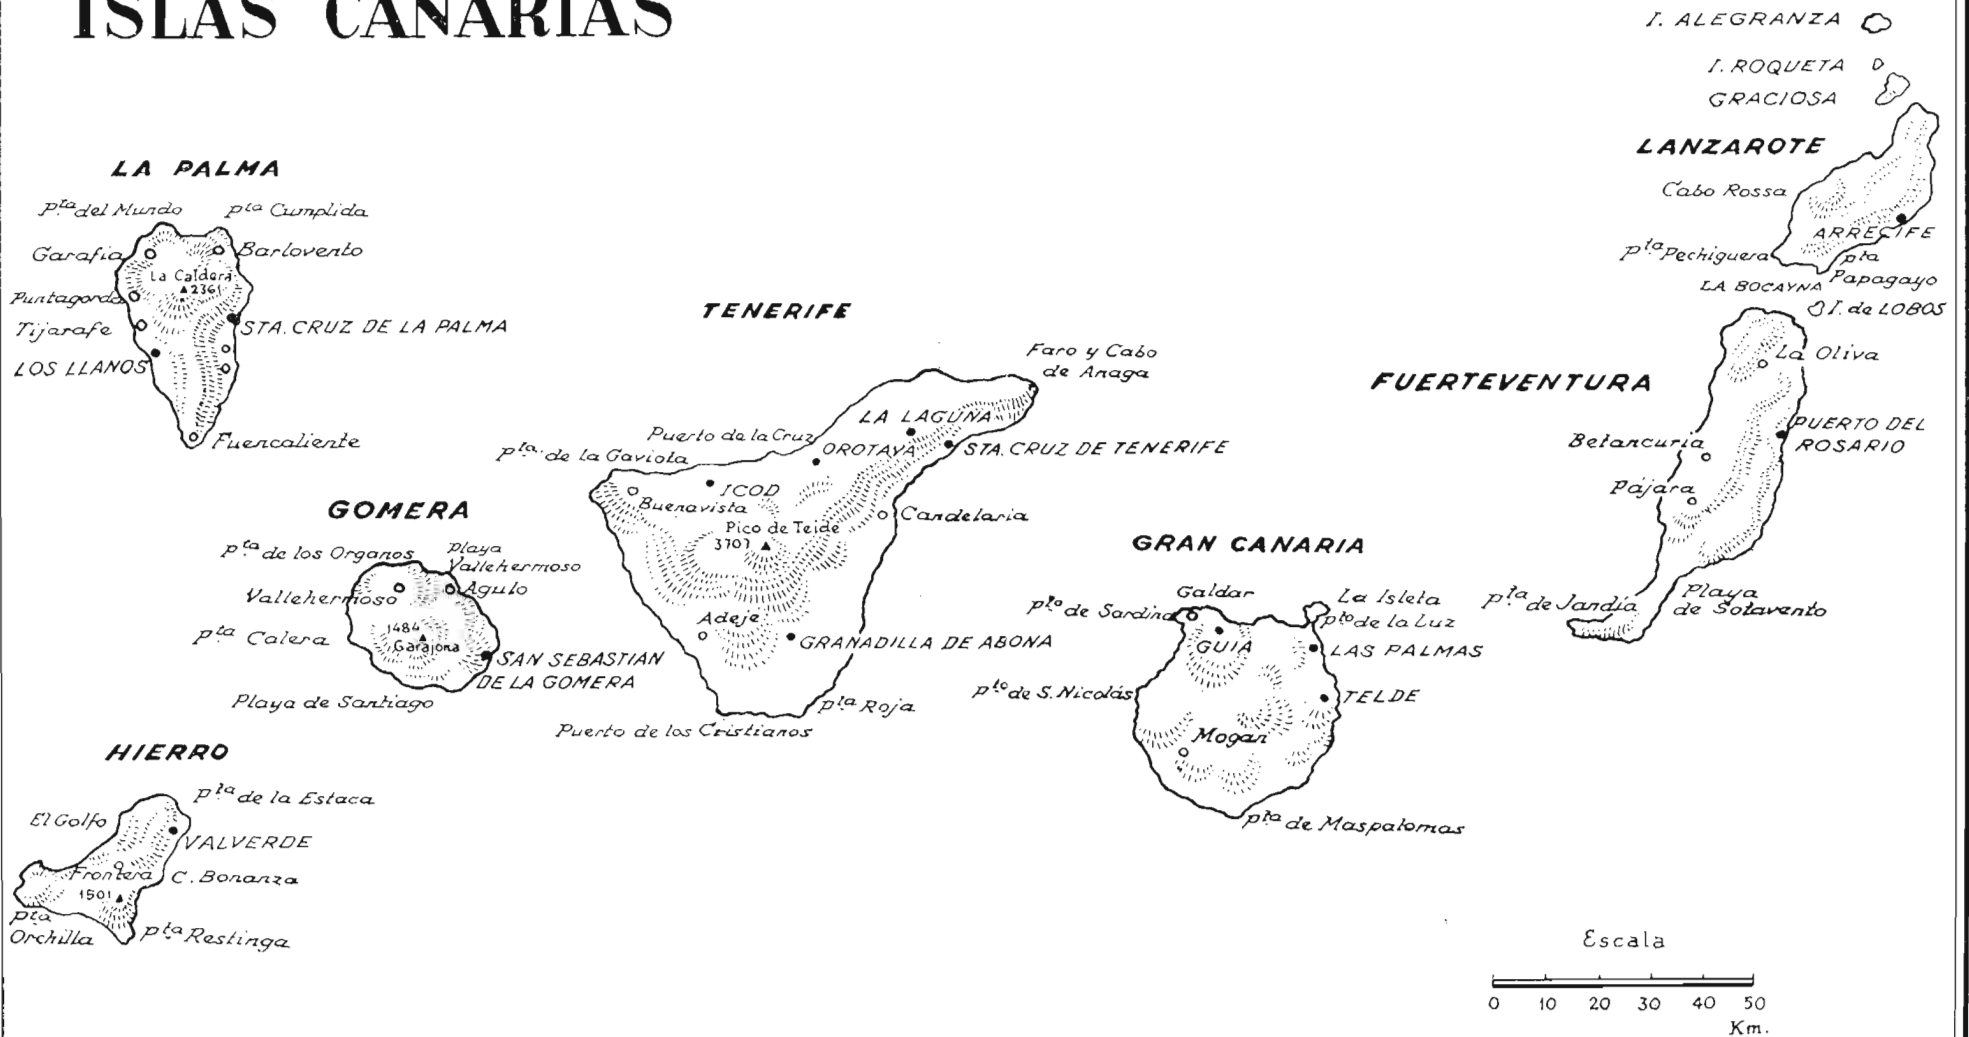 ISLAS CANARIAS
I. ALEGRANZA
I. ROQUETA
GRACIOSA
LANZAROTE
Cabo Rossa
ARRECIFE
pta Pechiguera
pta
Papagayo
LA BOCAYNA
I. de LOBOS
LA PALMA
pta del Mundo
pta Cumplida
Garafia
Barlovento
La Caldera
2361
Puntagorda
Tijarafe
STA. CRUZ DE LA PALMA
LOS LLANOS
Fuencaliente
TENERIFE
Faro y Cabo
de Anaga
LA LAGUNA
Puerto de la Cruz
OROTAVA
STA. CRUZ DE TENERIFE
pta. de la Gaviota
ICOD
Buenavista
Pico de Teide
3707
Candelaria
Adeje
GRANADILLA DE ABONA
pta Roja
Puerto de los Cristianos
FUERTEVENTURA
La Oliva
PUERTO DEL
ROSARIO
Betancuria
Pájara
pta de Jandía
Playa
de Sotavento
GOMERA
pta de los Organos
playa
Vallehermoso
Vallehermoso
Agulo
pta Calera
1484
Garajona
SAN SEBASTIAN
DE LA GOMERA
Playa de Santiago
GRAN CANARIA
Galdar
La Isleta
pto de Sardina
pto de la Luz
GUIA
LAS PALMAS
pto de S. Nicolás
TELDE
Mogan
pta de Maspalomas
HIERRO
pta de la Estaca
El Golfo
VALVERDE
Frontera
C. Bonanza
1501
pta
Orchilla
pta Restinga
Escala
0 10 20 30 40 50
Km.